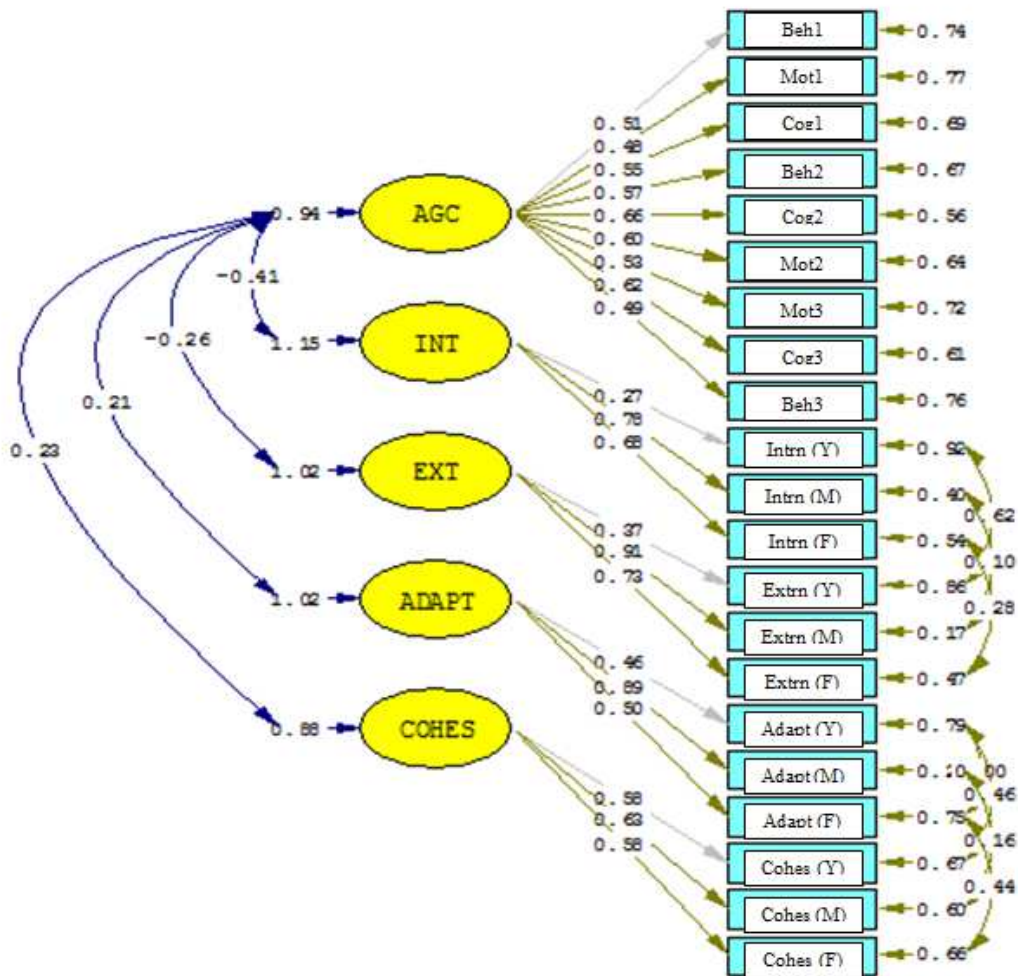 Beh1 0.74
Mot1 0.77
0.51
Cog1 0.69
0.48
0.55
Beh2 0.67
0.57
0.94 AGC
0.66
Cog2 0.56
0.60
0.53
Mot2 0.64
-0.41
0.62
0.49
Mot3 0.72
-0.26
1.15 INT
Cog3 0.61
0.27
Beh3 0.76
0.21
0.78
0.68
Intrn (Y) 0.92
0.23
1.02 EXT
Intrn (M) 0.40
0.62
0.37
Intrn (F) 0.54
0.91
0.10
0.73
Extrn (Y) 0.86
0.28
1.02 ADAPT
Extrn (M) 0.17
0.46
Extrn (F) 0.47
0.89
0.50
0.88 COHES
Adapt (Y) 0.79
Adapt (M)
0.58
0.46
0.63
Adapt (F) 0.75
0.58
0.16
Cohes (Y) 0.67
0.44
Cohes (M) 0.60
Cohes (F) 0.66